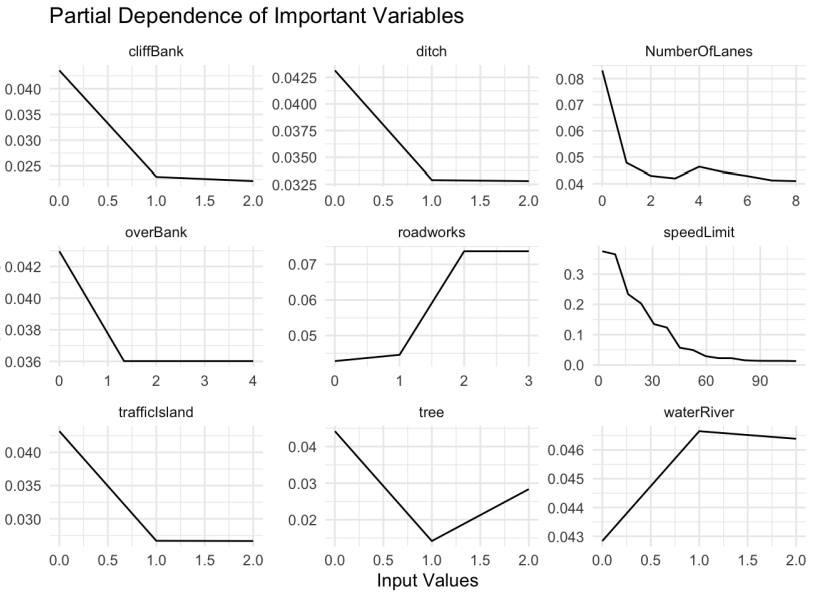 Partial Dependence of Important Variables
cliffBank ditch NumberOfLanes
0.040
0.035
0.030
0.025
0.0 0.5 1.0 1.5 2.0
0.0425
0.0400
0.0375
0.0350
0.0325
0.0 0.5 1.0 1.5 2.0
0.08
0.07
0.06
0.05
0.04
0 2 4 6 8
overBank roadworks speedLimit
0.042
0.040
0.038
0.036
0 1 2 3 4
0.07
0.06
0.05
0 1 2 3
0.3
0.2
0.1
0.0
0 30 60 90
trafficIsland tree waterRiver
0.040
0.035
0.030
0.0 0.5 1.0 1.5 2.0
0.04
0.03
0.02
0.0 0.5 1.0 1.5 2.0
0.046
0.045
0.044
0.043
0.0 0.5 1.0 1.5 2.0
Input Values